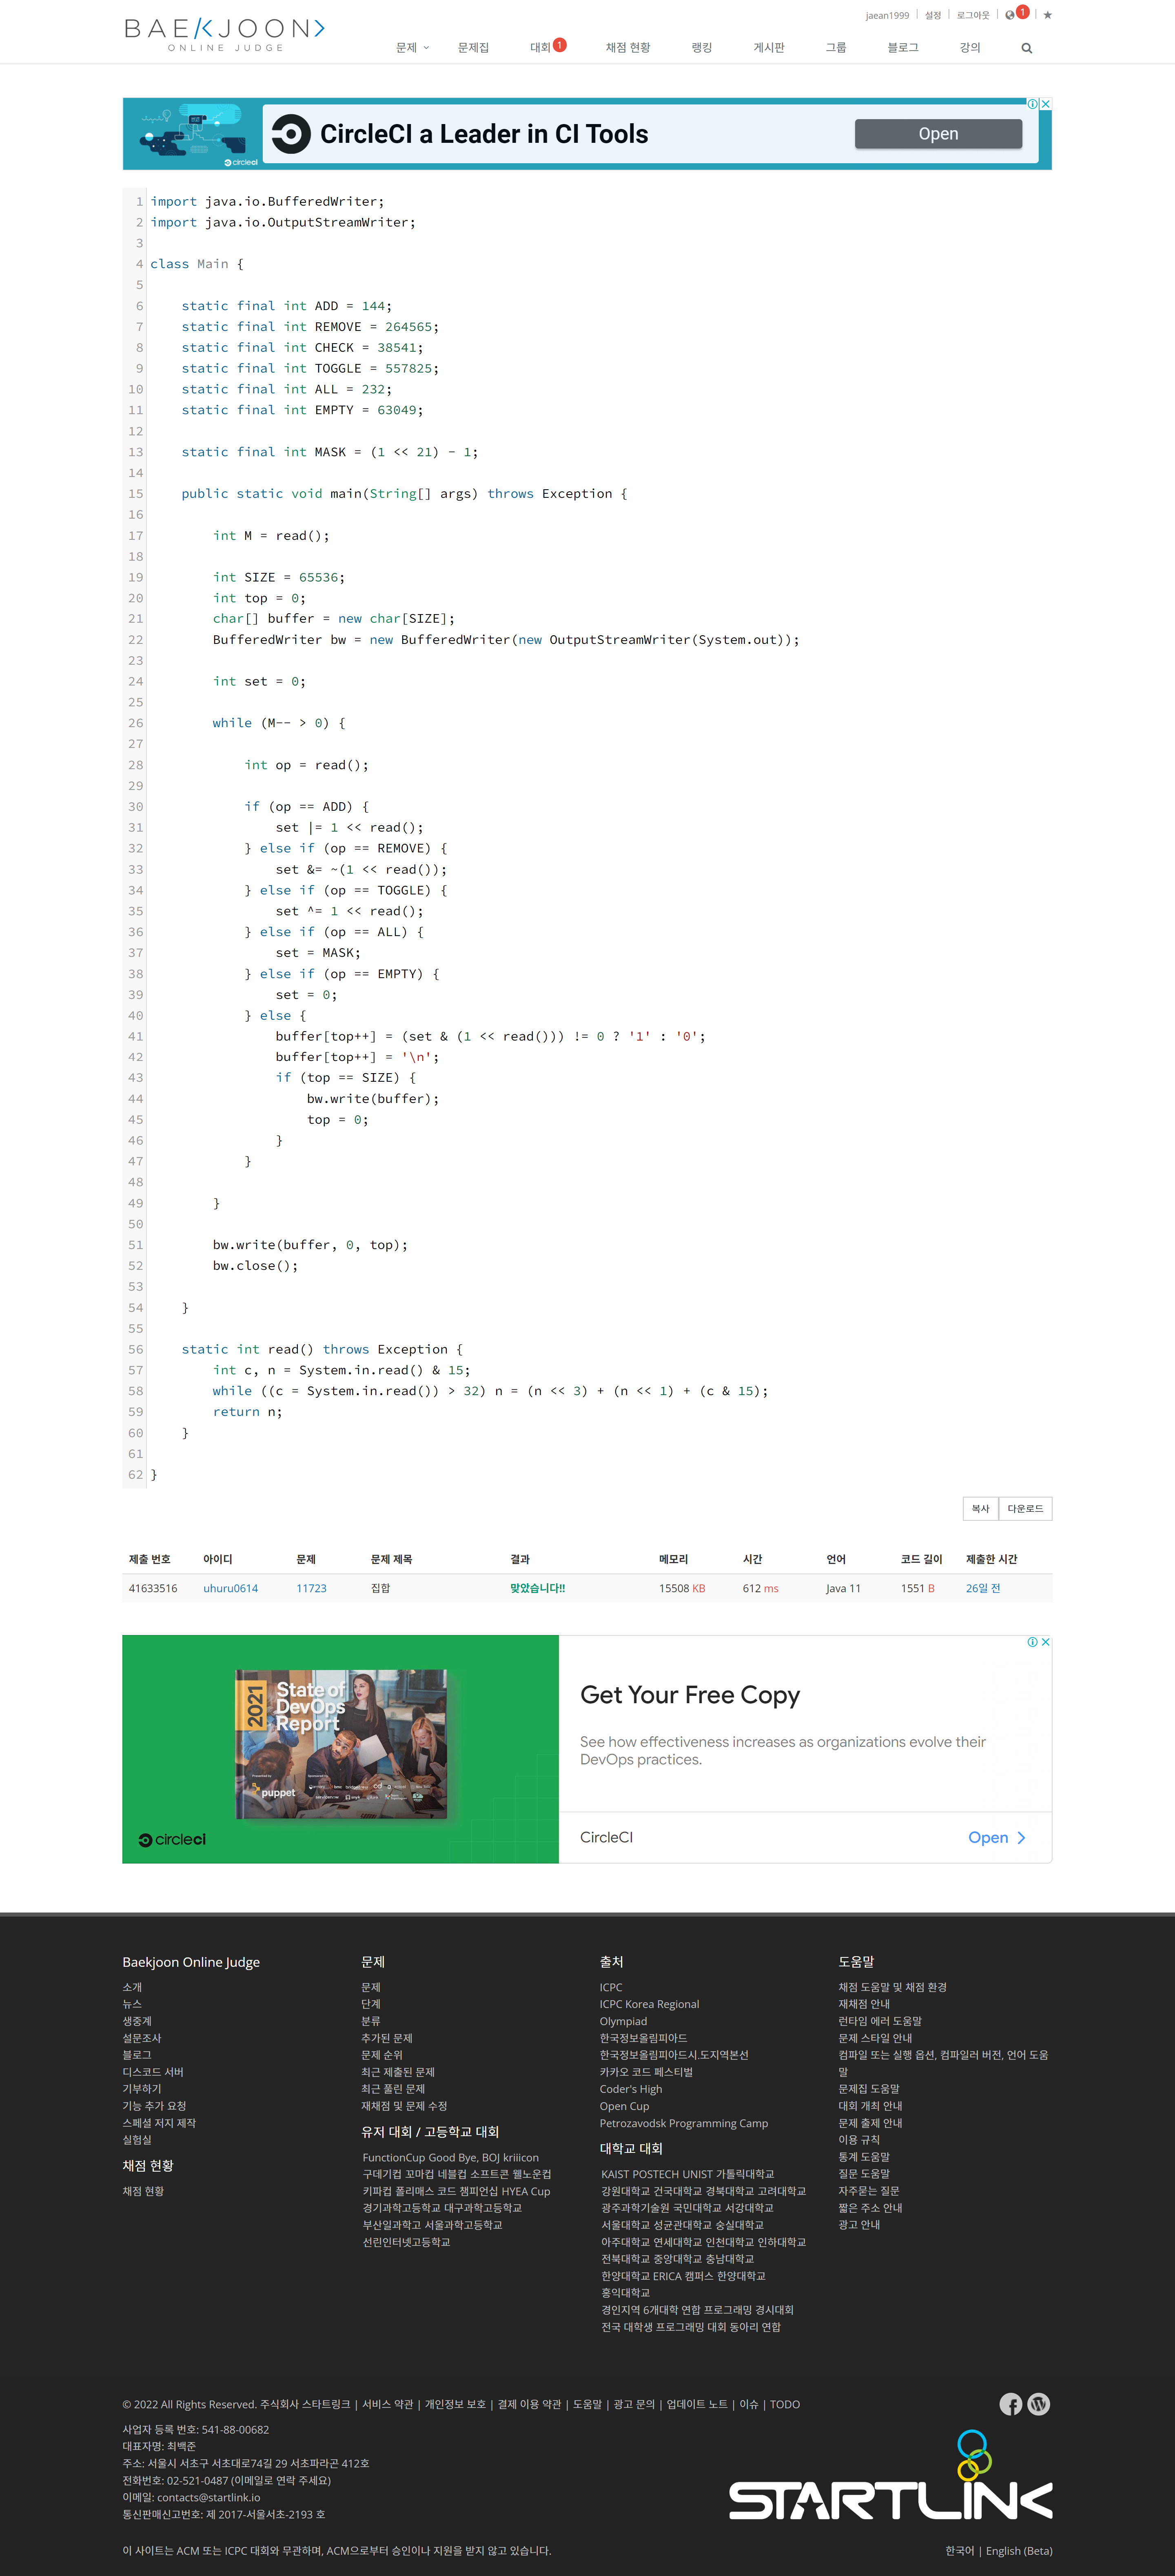 jaean1999 | 설정 | 로그아웃 | 1 | ★
BAEKJOON>
ONLINE JUDGE
문제 문제집 대회 1 채점 현황 랭킹 게시판 그룹 블로그 강의
circleci
CircleCI a Leader in CI Tools
Open
1 import java.io.BufferedWriter;
2 import java.io.OutputStreamWriter;
3
4 class Main {
5
6     static final int ADD = 144;
7     static final int REMOVE = 264565;
8     static final int CHECK = 38541;
9     static final int TOGGLE = 557825;
10     static final int ALL = 232;
11     static final int EMPTY = 63049;
12
13     static final int MASK = (1 << 21) - 1;
14
15     public static void main(String[] args) throws Exception {
16
17         int M = read();
18
19         int SIZE = 65536;
20         int top = 0;
21         char[] buffer = new char[SIZE];
22         BufferedWriter bw = new BufferedWriter(new OutputStreamWriter(System.out));
23
24         int set = 0;
25
26         while (M-- > 0) {
27
28             int op = read();
29
30             if (op == ADD) {
31                 set |= 1 << read();
32             } else if (op == REMOVE) {
33                 set &= ~(1 << read());
34             } else if (op == TOGGLE) {
35                 set ^= 1 << read();
36             } else if (op == ALL) {
37                 set = MASK;
38             } else if (op == EMPTY) {
39                 set = 0;
40             } else {
41                 buffer[top++] = (set & (1 << read())) != 0 ? '1' : '0';
42                 buffer[top++] = '\n';
43                 if (top == SIZE) {
44                     bw.write(buffer);
45                     top = 0;
46                 }
47             }
48
49         }
50
51         bw.write(buffer, 0, top);
52         bw.close();
53
54     }
55
56     static int read() throws Exception {
57         int c, n = System.in.read() & 15;
58         while ((c = System.in.read()) > 32) n = (n << 3) + (n << 1) + (c & 15);
59         return n;
60     }
61
62 }
복사 다운로드
제출 번호 아이디 문제 문제 제목 결과 메모리 시간 언어 코드 길이 제출한 시간
41633516 uhuru0614 11723 집합 맞았습니다!! 15508 KB 612 ms Java 11 1551 B 26일 전
2021 State of DevOps Report
puppet
circleci
Get Your Free Copy
See how effectiveness increases as organizations evolve their
DevOps practices.
CircleCI Open
Baekjoon Online Judge
소개
뉴스
생중계
설문조사
블로그
디스코드 서버
기부하기
기능 추가 요청
스페셜 저지 제작
실험실
채점 현황
채점 현황
문제
문제
단계
분류
추가된 문제
문제 순위
최근 제출된 문제
최근 풀린 문제
재채점 및 문제 수정
유저 대회 / 고등학교 대회
FunctionCup Good Bye, BOJ kriiicon
구데기컵 꼬마컵 네블컵 소프트콘 웰노운컵
키파컵 폴리매스 코드 챔피언십 HYEA Cup
경기과학고등학교 대구과학고등학교
부산일과학고 서울과학고등학교
선린인터넷고등학교
출처
ICPC
ICPC Korea Regional
Olympiad
한국정보올림피아드
한국정보올림피아드시.도지역본선
카카오 코드 페스티벌
Coder's High
Open Cup
Petrozavodsk Programming Camp
대학교 대회
KAIST POSTECH UNIST 가톨릭대학교
강원대학교 건국대학교 경북대학교 고려대학교
광주과학기술원 국민대학교 서강대학교
서울대학교 성균관대학교 숭실대학교
아주대학교 연세대학교 인천대학교 인하대학교
전북대학교 중앙대학교 충남대학교
한양대학교 ERICA 캠퍼스 한양대학교
홍익대학교
경인지역 6개대학 연합 프로그래밍 경시대회
전국 대학생 프로그래밍 대회 동아리 연합
도움말
채점 도움말 및 채점 환경
재채점 안내
런타임 에러 도움말
문제 스타일 안내
컴파일 또는 실행 옵션, 컴파일러 버전, 언어 도움
말
문제집 도움말
대회 개최 안내
문제 출제 안내
이용 규칙
통계 도움말
질문 도움말
자주묻는 질문
짧은 주소 안내
광고 안내
© 2022 All Rights Reserved. 주식회사 스타트링크 | 서비스 약관 | 개인정보 보호 | 결제 이용 약관 | 도움말 | 광고 문의 | 업데이트 노트 | 이슈 | TODO
사업자 등록 번호: 541-88-00682
대표자명: 최백준
주소: 서울시 서초구 서초대로74길 29 서초파라곤 412호
전화번호: 02-521-0487 (이메일로 연락 주세요)
이메일: contacts@startlink.io
통신판매신고번호: 제 2017-서울서초-2193 호
STARTLINK
이 사이트는 ACM 또는 ICPC 대회와 무관하며, ACM으로부터 승인이나 지원을 받지 않고 있습니다.
한국어 | English (Beta)